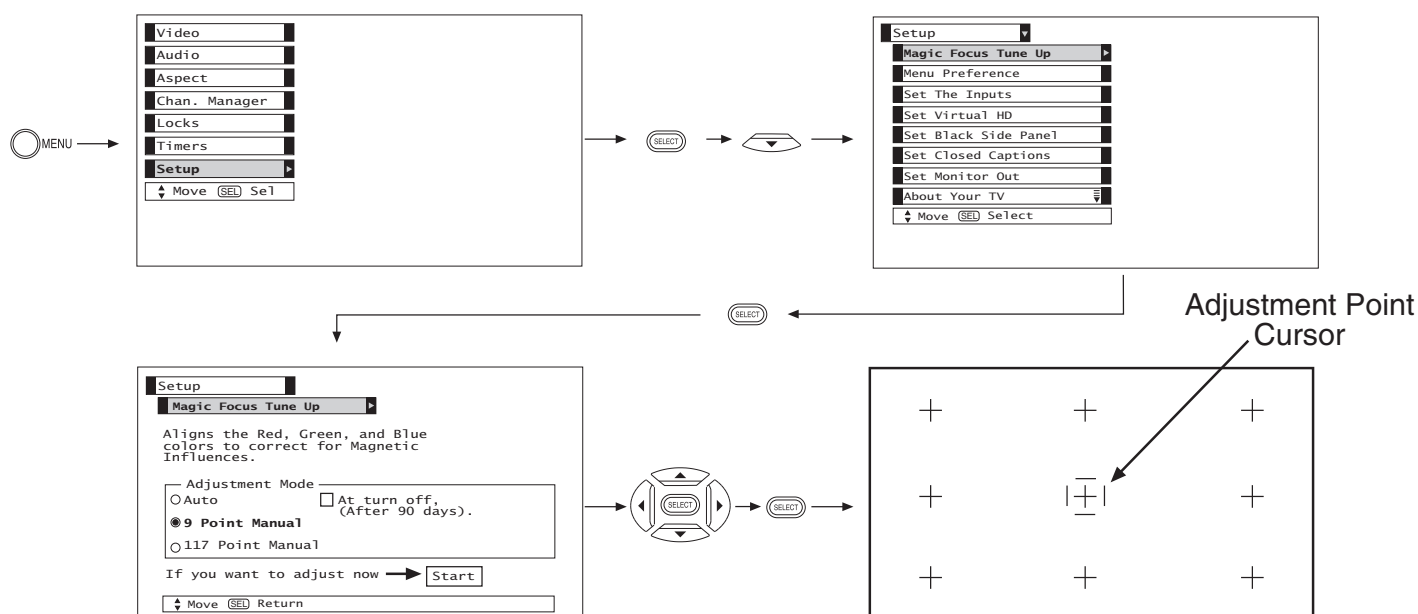 MENU
Video
Audio
Aspect
Chan. Manager
Locks
Timers
Setup
Move SEL Sel
SELECT
Setup
Magic Focus Tune Up
Menu Preference
Set The Inputs
Set Virtual HD
Set Black Side Panel
Set Closed Captions
Set Monitor Out
About Your TV
Move SEL Select
SELECT
Adjustment Point
Cursor
Setup
Magic Focus Tune Up
Aligns the Red, Green, and Blue
colors to correct for Magnetic
Influences.
Adjustment Mode
Auto
At turn off,
(After 90 days).
9 Point Manual
117 Point Manual
If you want to adjust now Start
Move SEL Return
SELECT
SELECT